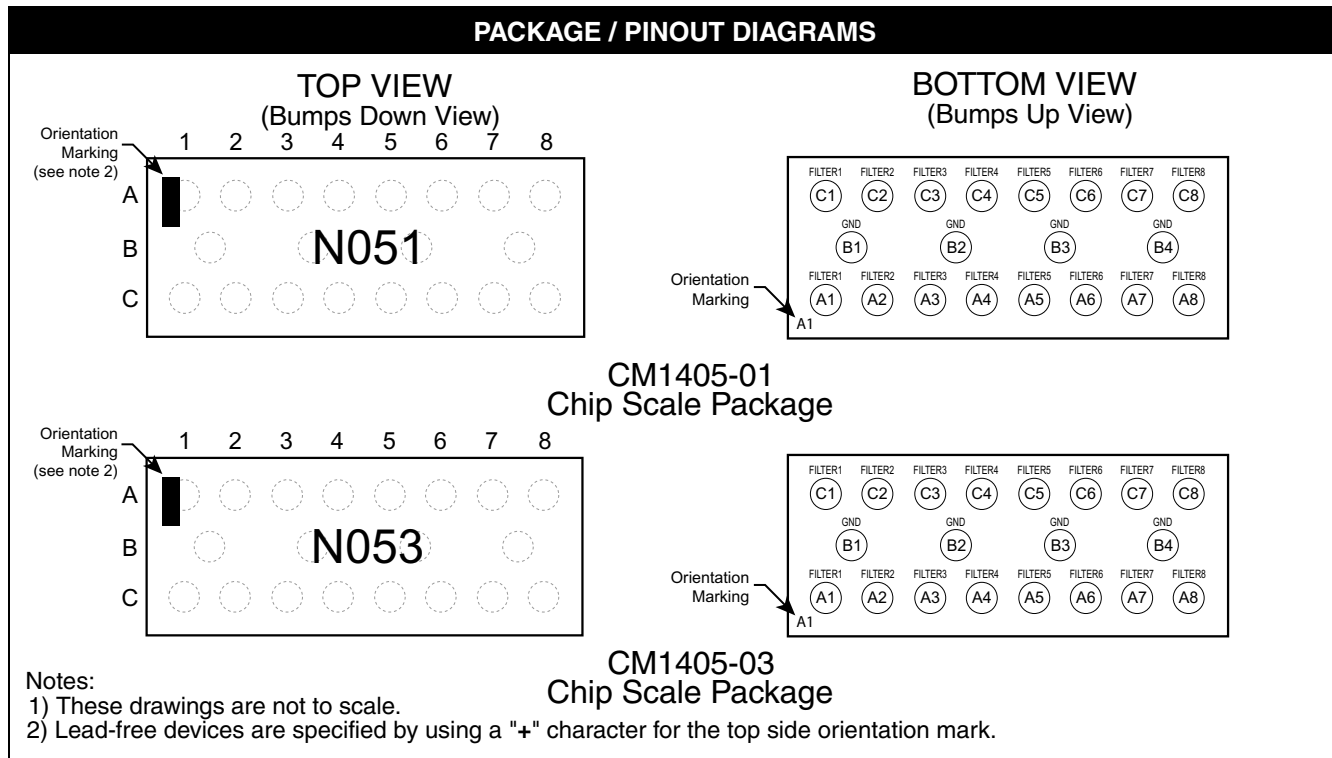 PACKAGE / PINOUT DIAGRAMS
TOP VIEW
(Bumps Down View)
Orientation
Marking
(see note 2)
1 2 3 4 5 6 7 8
A
B
C
N051
BOTTOM VIEW
(Bumps Up View)
FILTER1 FILTER2 FILTER3 FILTER4 FILTER5 FILTER6 FILTER7 FILTER8
C1 C2 C3 C4 C5 C6 C7 C8
GND GND GND GND
B1 B2 B3 B4
FILTER1 FILTER2 FILTER3 FILTER4 FILTER5 FILTER6 FILTER7 FILTER8
A1 A2 A3 A4 A5 A6 A7 A8
Orientation
Marking
A1
CM1405-01
Chip Scale Package
Orientation
Marking
(see note 2)
1 2 3 4 5 6 7 8
A
B
C
N053
FILTER1 FILTER2 FILTER3 FILTER4 FILTER5 FILTER6 FILTER7 FILTER8
C1 C2 C3 C4 C5 C6 C7 C8
GND GND GND GND
B1 B2 B3 B4
FILTER1 FILTER2 FILTER3 FILTER4 FILTER5 FILTER6 FILTER7 FILTER8
A1 A2 A3 A4 A5 A6 A7 A8
Orientation
Marking
A1
CM1405-03
Chip Scale Package
Notes:
1) These drawings are not to scale.
2) Lead-free devices are specified by using a "+" character for the top side orientation mark.